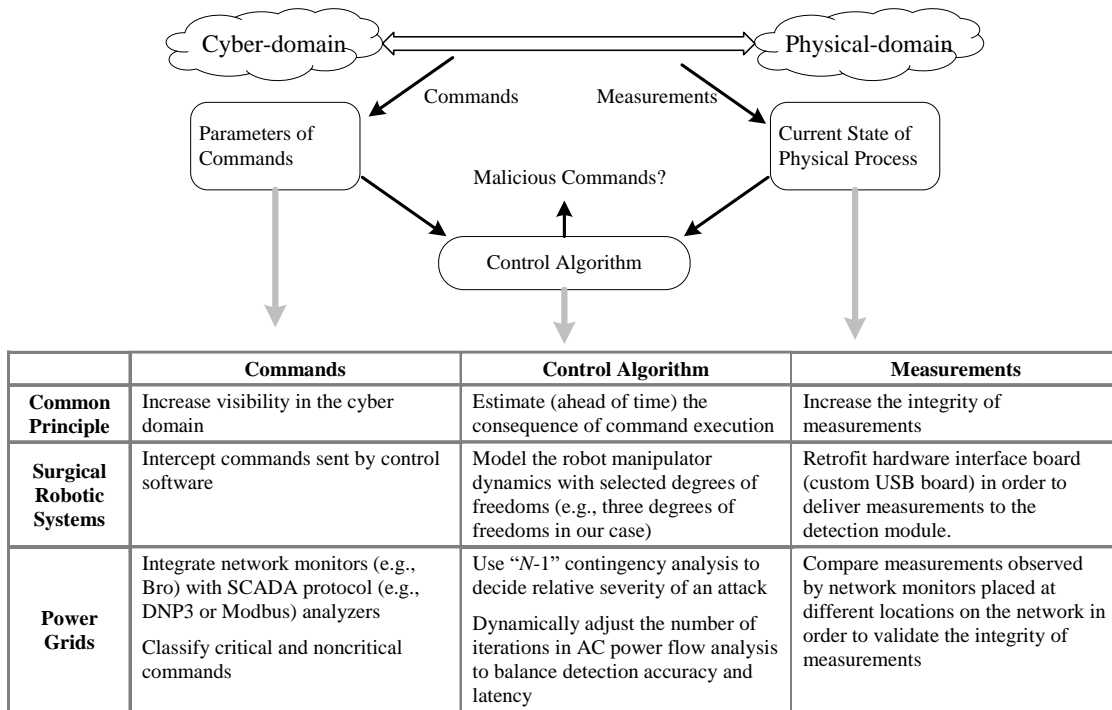 Cyber-domain
Physical-domain
Commands
Measurements
Parameters of
Commands
Current State of
Physical Process
Malicious Commands?
Control Algorithm
Commands
Control Algorithm
Measurements
Common
Principle
Increase visibility in the cyber
domain
Estimate (ahead of time) the
consequence of command execution
Increase the integrity of
measurements
Surgical
Robotic
Systems
Intercept commands sent by control
software
Model the robot manipulator
dynamics with selected degrees of
freedoms (e.g., three degrees of
freedoms in our case)
Retrofit hardware interface board
(custom USB board) in order to
deliver measurements to the
detection module.
Power
Grids
Integrate network monitors (e.g.,
Bro) with SCADA protocol (e.g.,
DNP3 or Modbus) analyzers
Classify critical and noncritical
commands
Use “N-1” contingency analysis to
decide relative severity of an attack
Dynamically adjust the number of
iterations in AC power flow analysis
to balance detection accuracy and
latency
Compare measurements observed
by network monitors placed at
different locations on the network in
order to validate the integrity of
measurements